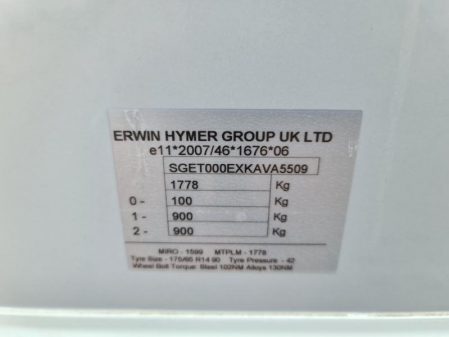 ERWIN HYMER GROUP UK LTD
e11*2007/46*1676*06
SGET000EXKAVA5509
1778 Kg
0 - 100 Kg
1 - 900 Kg
2 - 900 Kg
MIRO - 1599 MTPLM - 1778
Tyre Size - 175/65 R14 90 Tyre Pressure - 42
Wheel Bolt Torque: Steel 102NM Alloys 130NM